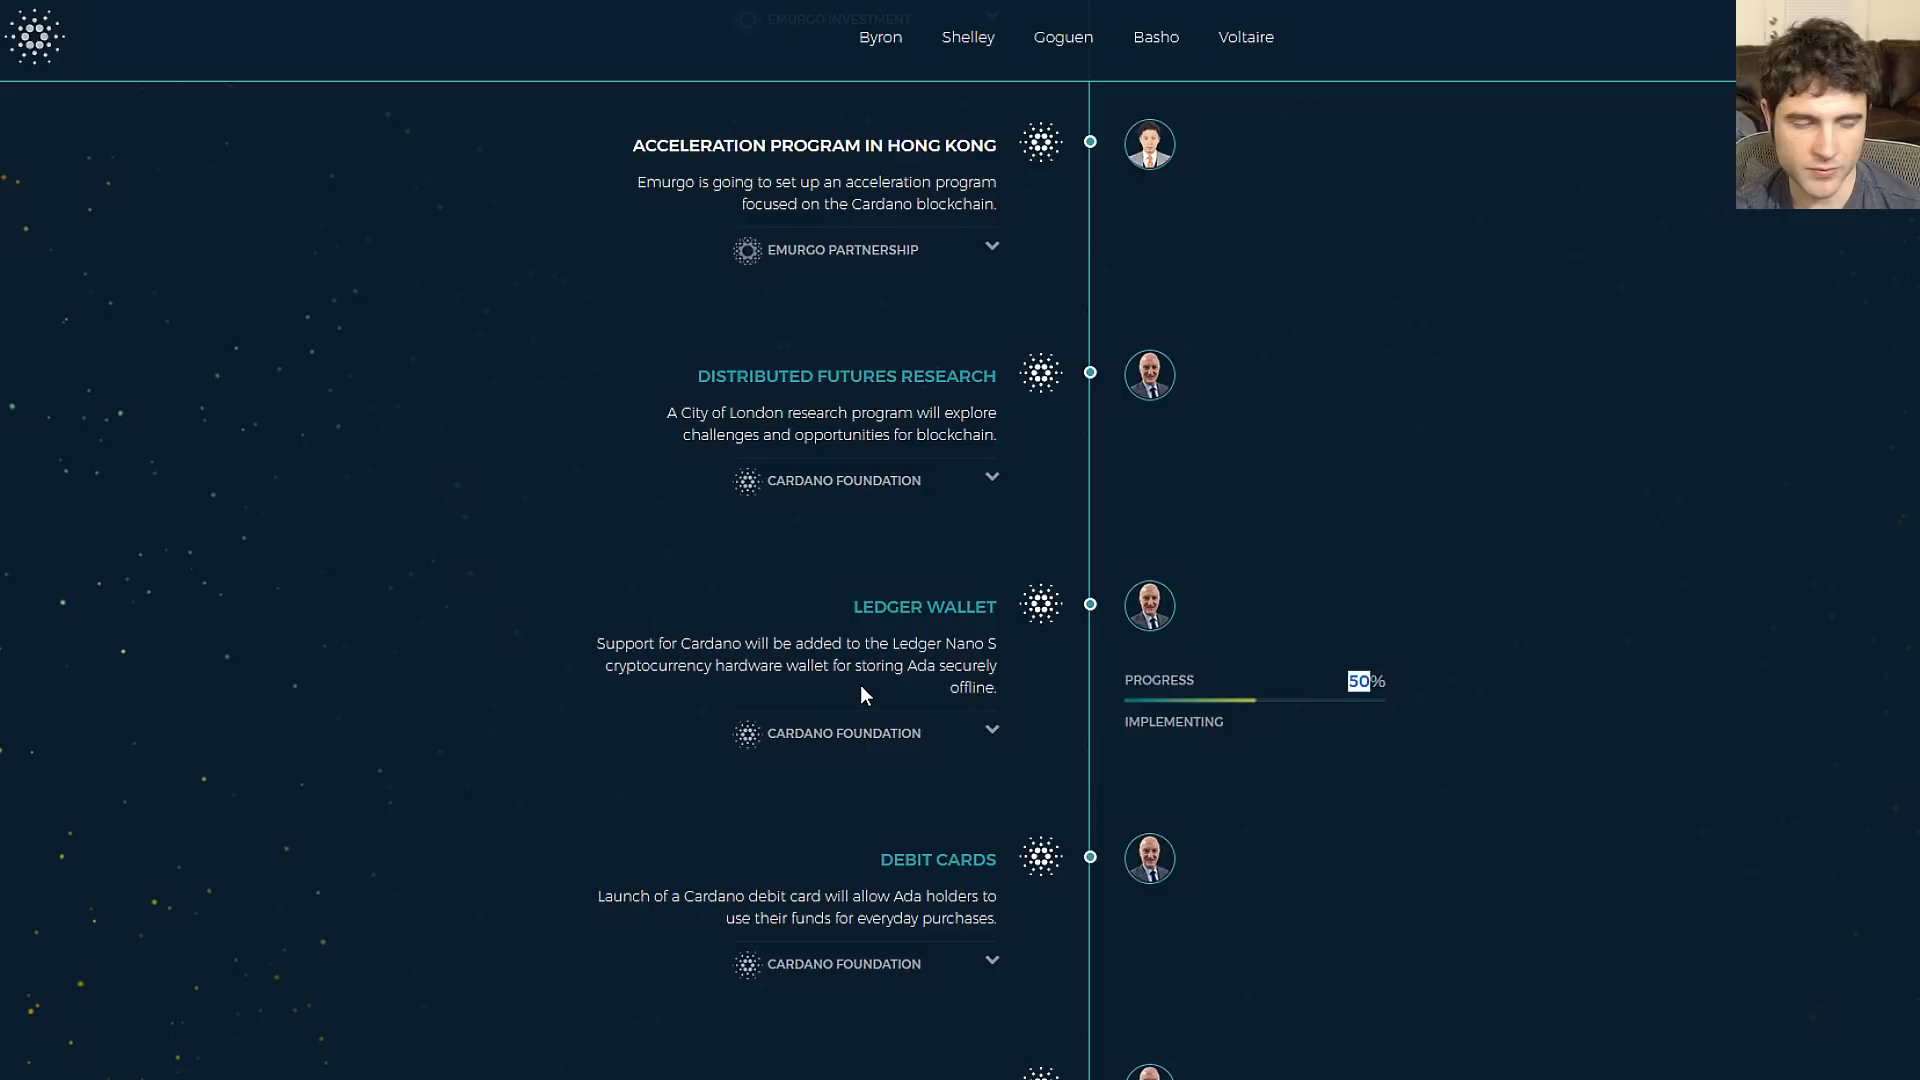 EMURGO INVESTMENT
Byron Shelley Goguen Basho Voltaire
ACCELERATION PROGRAM IN HONG KONG
Emurgo is going to set up an acceleration program
focused on the Cardano blockchain.
EMURGO PARTNERSHIP
DISTRIBUTED FUTURES RESEARCH
A City of London research program will explore
challenges and opportunities for blockchain.
CARDANO FOUNDATION
LEDGER WALLET
Support for Cardano will be added to the Ledger Nano S
cryptocurrency hardware wallet for storing Ada securely
offline.
CARDANO FOUNDATION
PROGRESS 50%
IMPLEMENTING
DEBIT CARDS
Launch of a Cardano debit card will allow Ada holders to
use their funds for everyday purchases.
CARDANO FOUNDATION